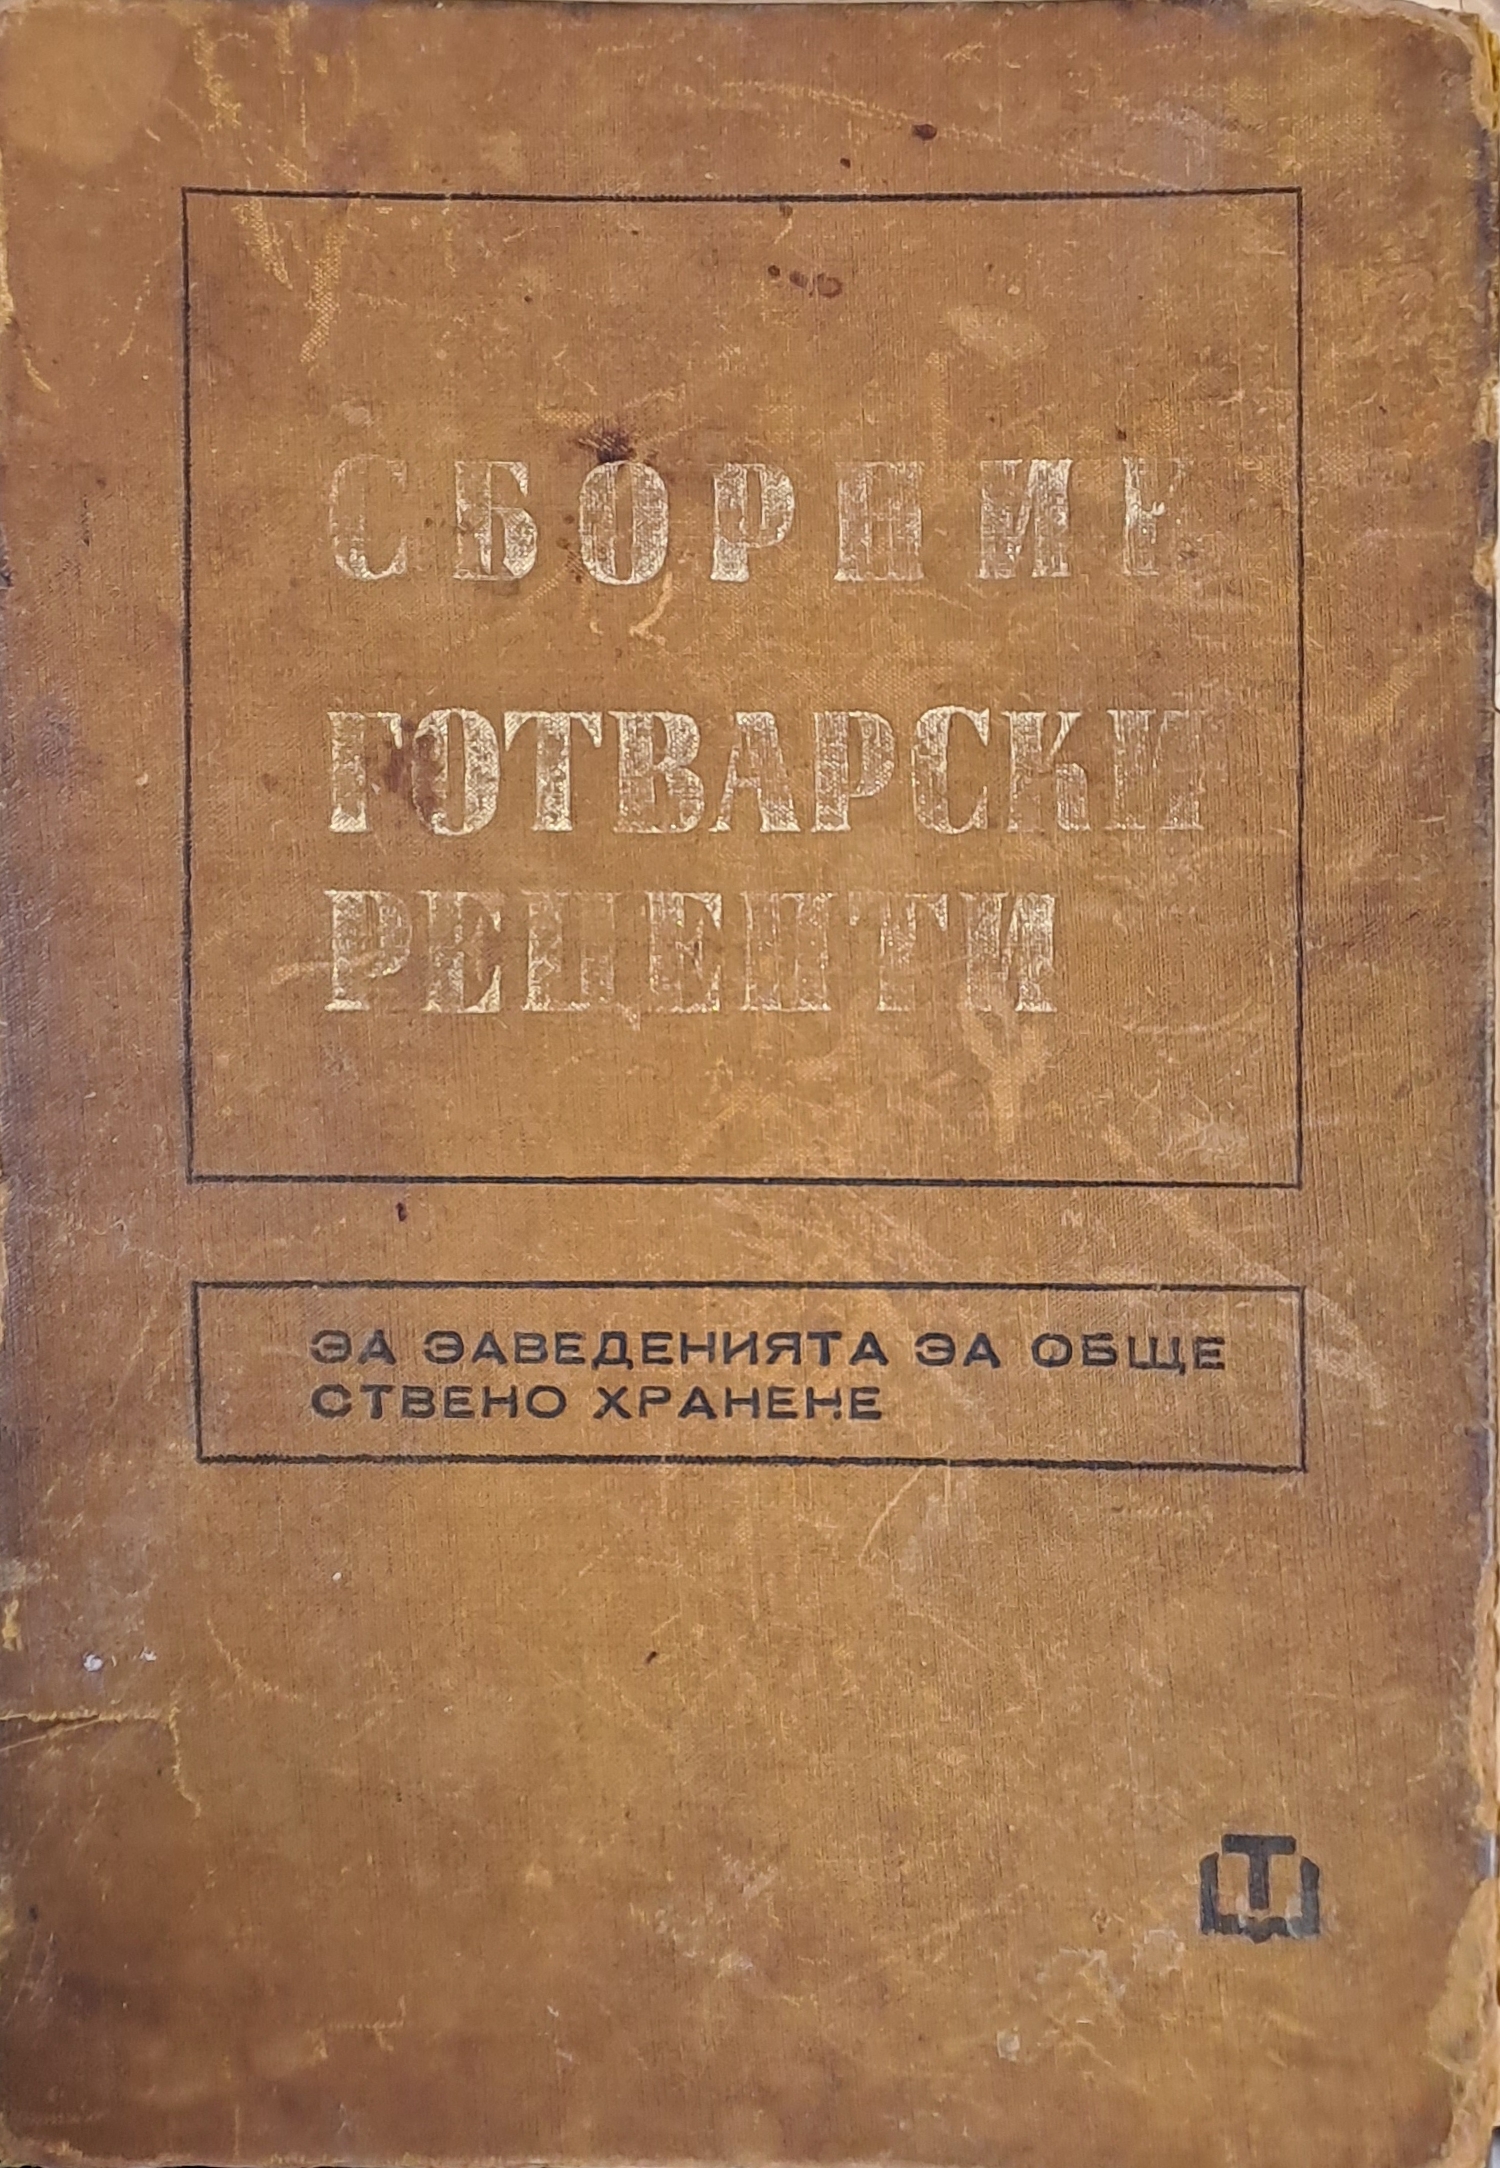 СБОРНИК
ГОТВАРСКИ
РЕЦЕПТИ
ЗА ЗАВЕДЕНИЯТА ЗА ОБЩЕ
СТВЕНО ХРАНЕНЕ
Т